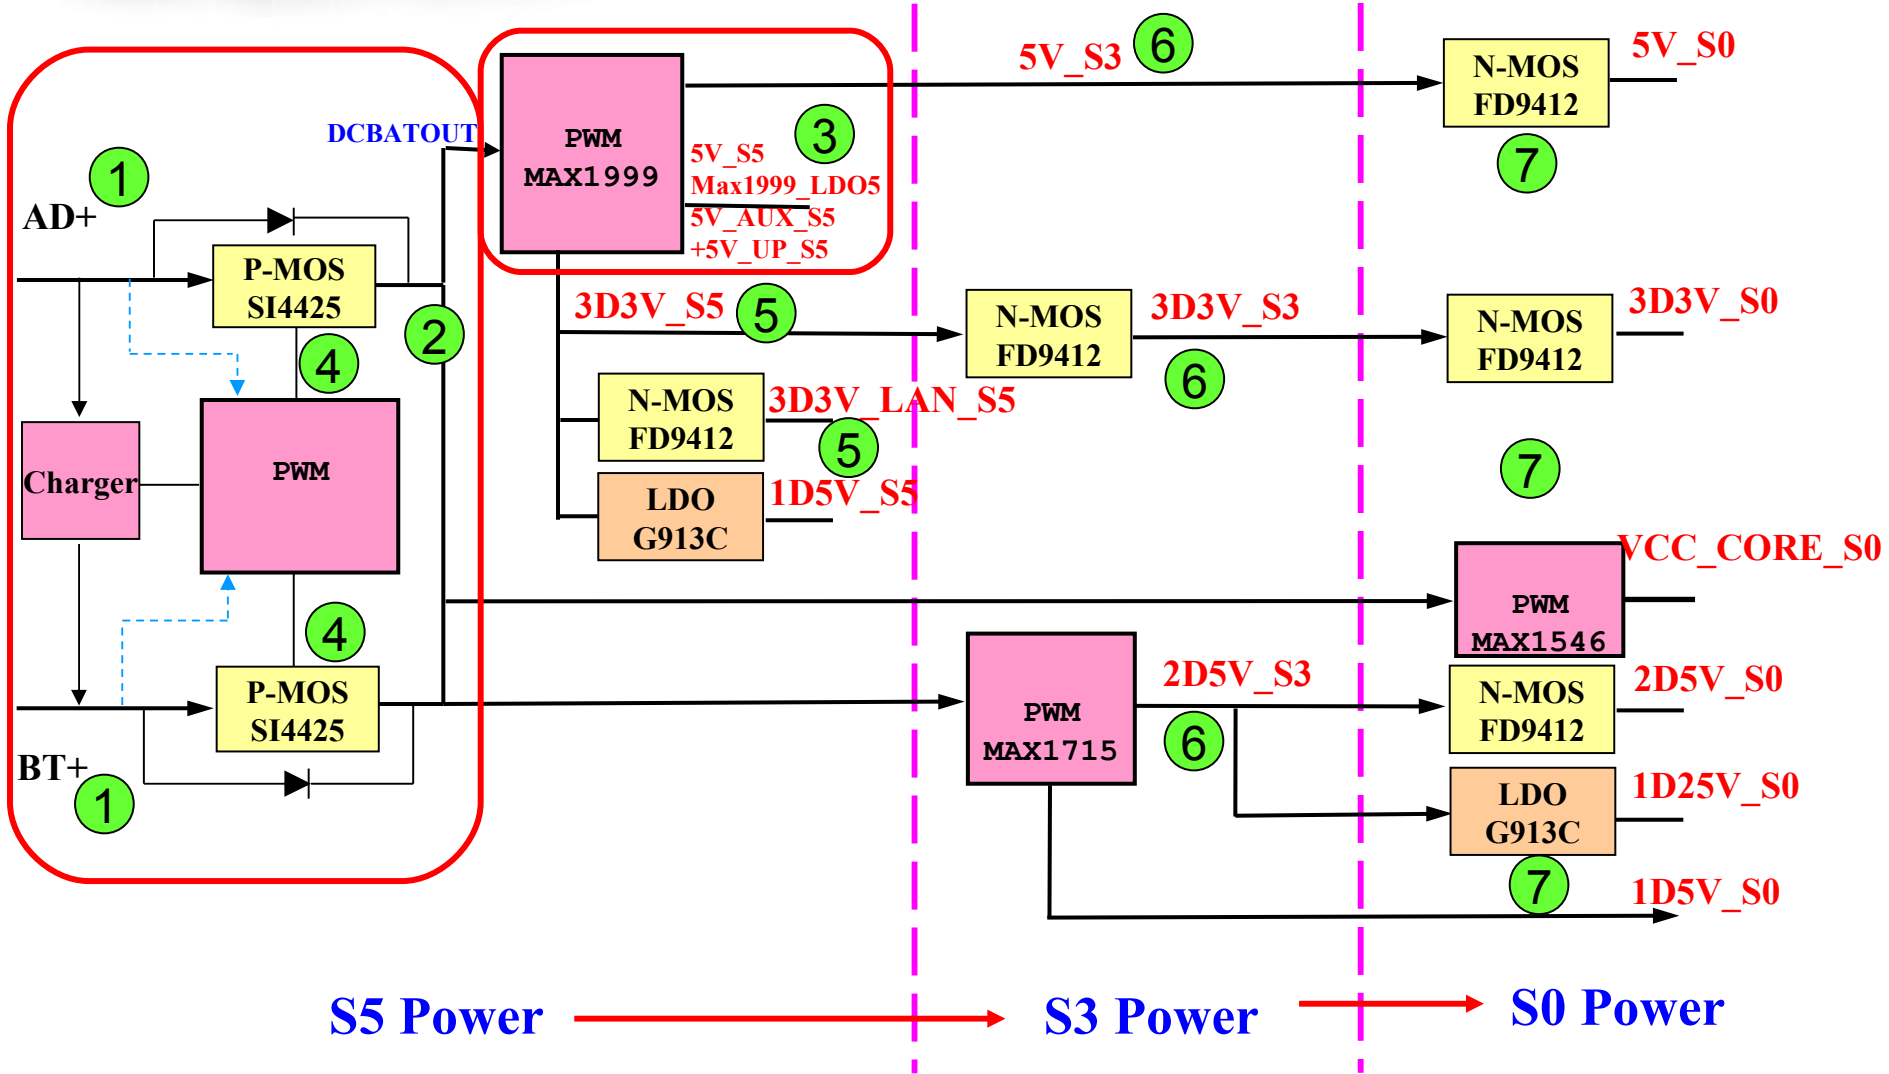 5V_S3
6
N-MOS
FD9412
5V_S0
7
PWM
MAX1999
3
5V_S5
Max1999_LDO5
5V_AUX_S5
+5V_UP_S5
DCBATOUT
1
AD+
P-MOS
SI4425
2
4
Charger
PWM
4
P-MOS
SI4425
BT+
1
3D3V_S5
5
N-MOS
FD9412
3D3V_S3
6
N-MOS
FD9412
3D3V_S0
N-MOS
FD9412
3D3V_LAN_S5
5
LDO
G913C
1D5V_S5
7
PWM
MAX1546
VCC_CORE_S0
PWM
MAX1715
2D5V_S3
6
N-MOS
FD9412
2D5V_S0
LDO
G913C
1D25V_S0
7
1D5V_S0
S5 Power
S3 Power
S0 Power